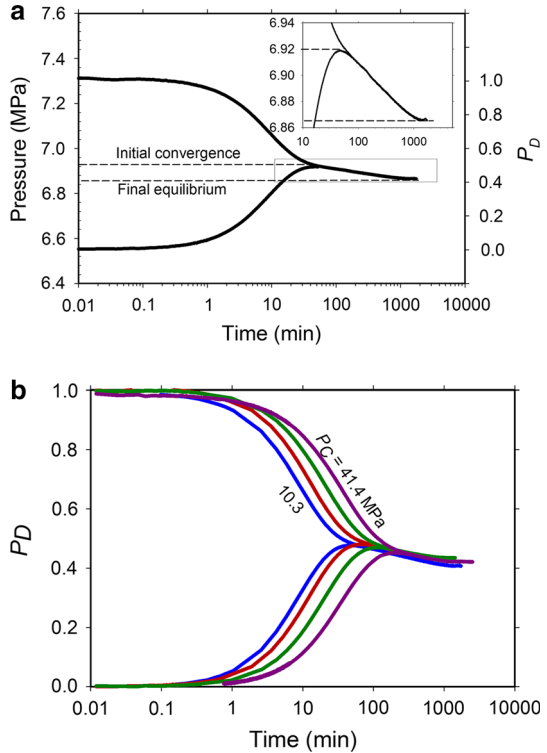 a
7.6
7.4
7.2
7.0
6.8
6.6
6.4
Pressure (MPa)
1.0
0.8
0.6
0.4
0.2
0.0
PD
6.94
6.92
6.90
6.88
6.86
10
100
1000
Initial convergence
Final equilibrium
0.01 0.1 1 10 100 1000 10000
Time (min)
b
1.0
0.8
0.6
0.4
0.2
0.0
PD
PC = 41.4 MPa
10.3
0.01 0.1 1 10 100 1000 10000
Time (min)